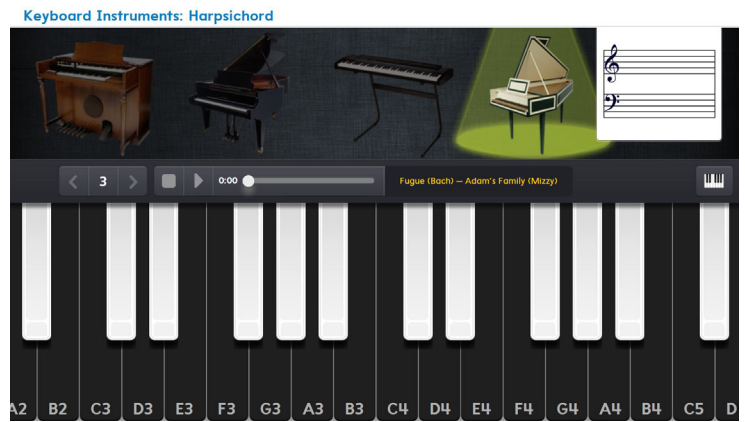 Keyboard Instruments: Harpsichord
3
0:00
Fugue (Bach) — Adam's Family (Mizzy)
A2 B2 C3 D3 E3 F3 G3 A3 B3 C4 D4 E4 F4 G4 A4 B4 C5 D